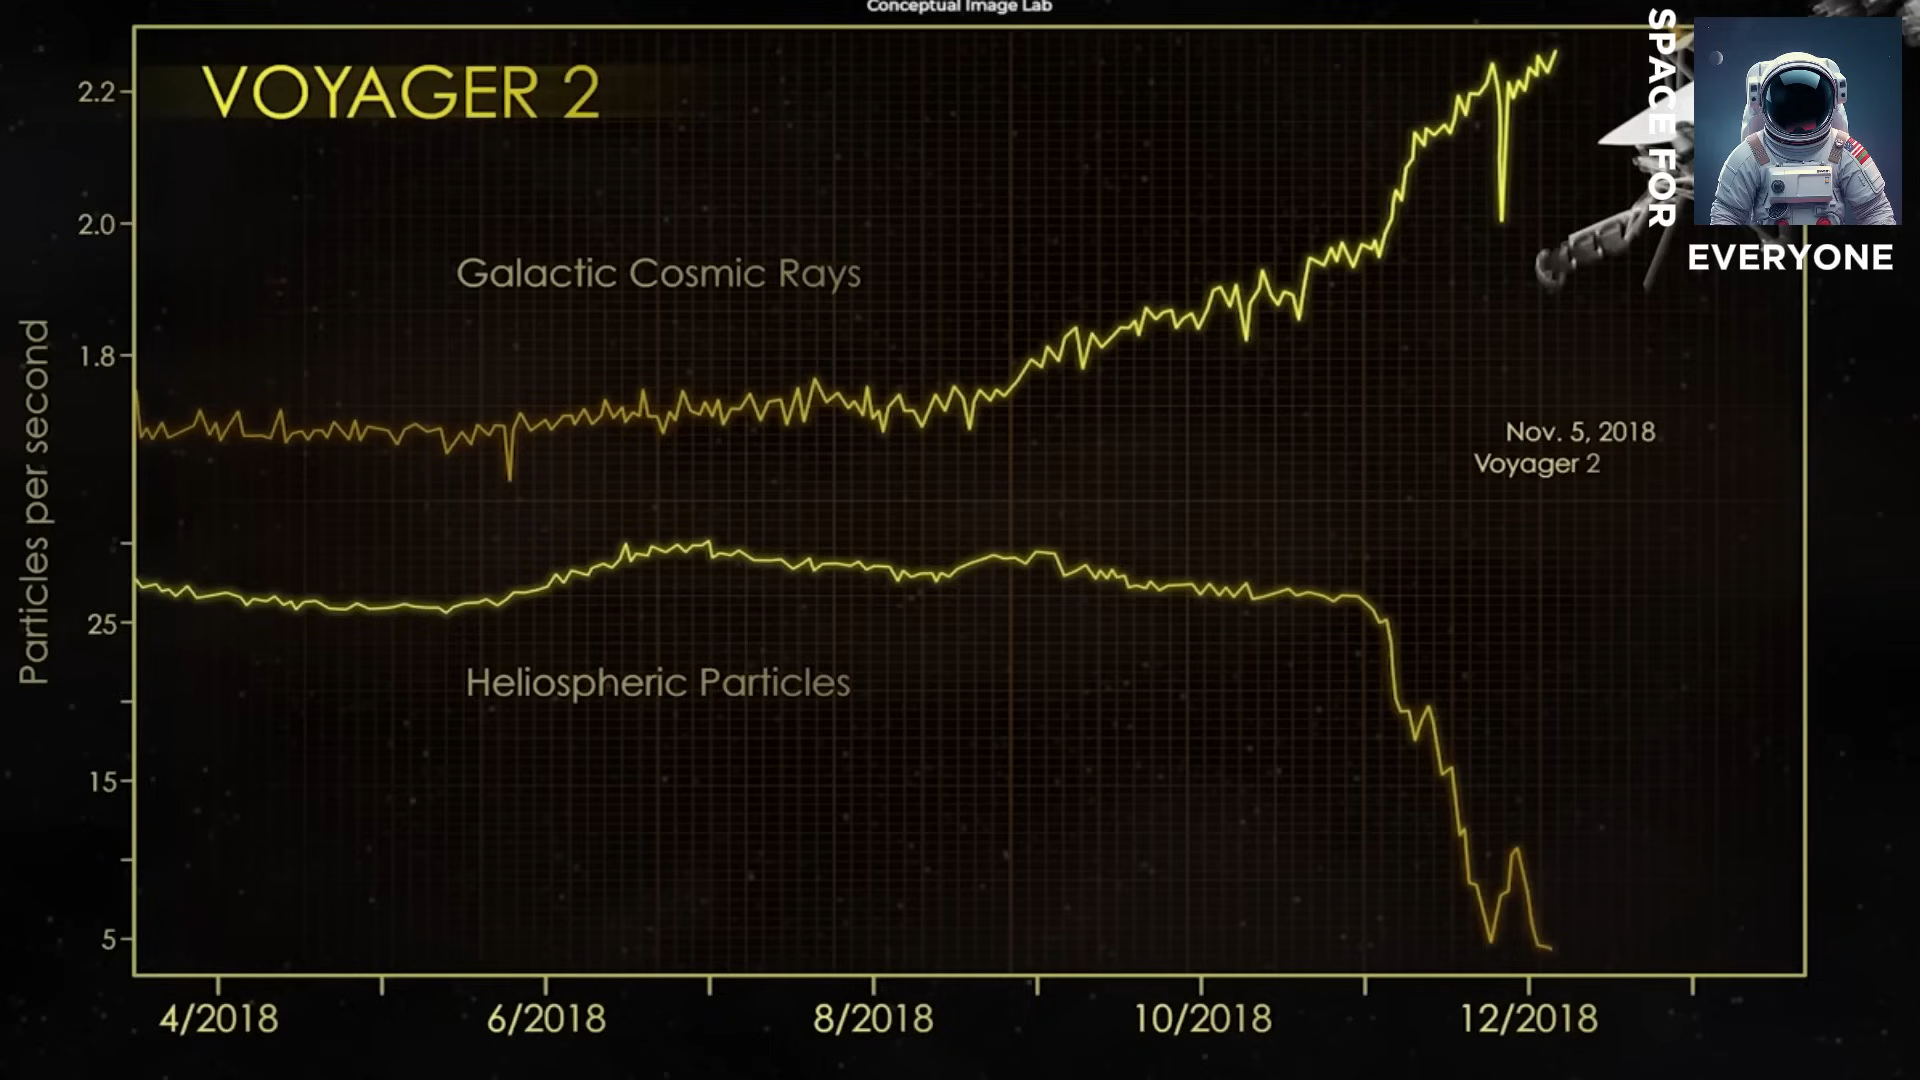 Conceptual Image Lab
VOYAGER 2
SPACE FOR
EVERYONE
Galactic Cosmic Rays
Nov. 5, 2018
Voyager 2
Heliospheric Particles
Particles per second
2.2
2.0
1.8
25
15
5
4/2018
6/2018
8/2018
10/2018
12/2018